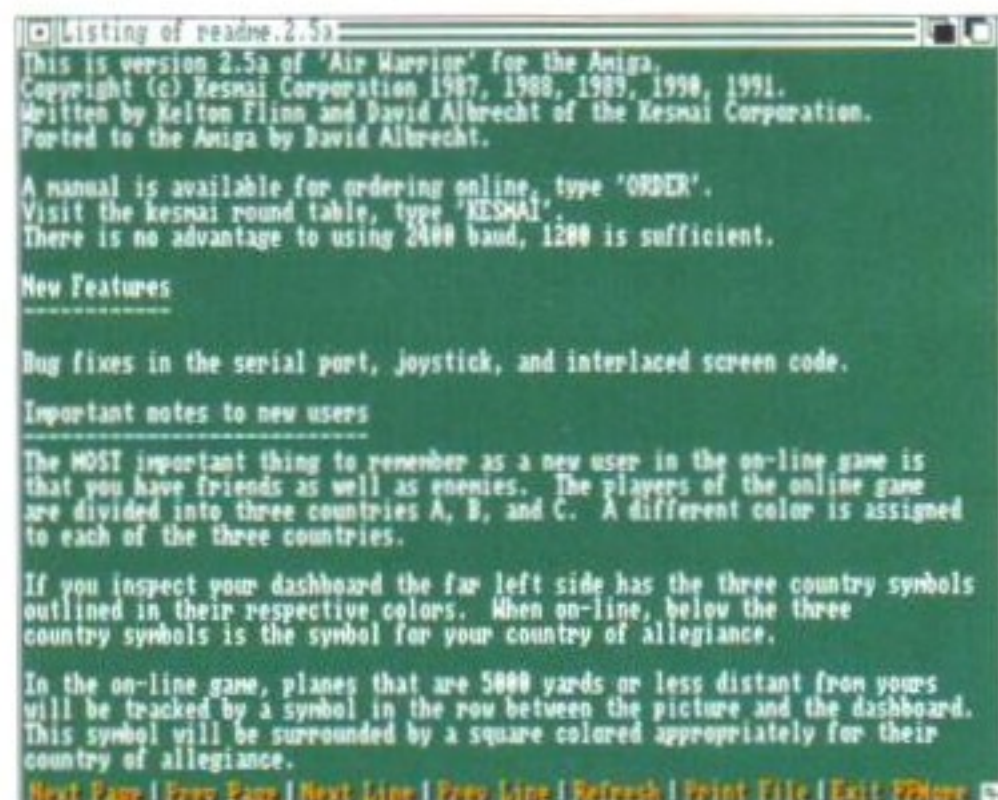 Listing of readme.2.5a
This is version 2.5a of 'Air Warrior' for the Amiga.
Copyright (c) Kesmai Corporation 1987, 1988, 1989, 1990, 1991.
Written by Kelton Flinn and David Albrecht of the Kesmai Corporation.
Ported to the Amiga by David Albrecht.
A manual is available for ordering online, type 'ORDER'.
Visit the kesmai round table, type 'KESMAI'.
There is no advantage to using 2400 baud, 1200 is sufficient.
New Features
------------
Bug fixes in the serial port, joystick, and interlaced screen code.
Important notes to new users
----------------------------
The MOST important thing to remember as a new user in the on-line game is
that you have friends as well as enemies.  The players of the online game
are divided into three countries A, B, and C.  A different color is assigned
to each of the three countries.
If you inspect your dashboard the far left side has the three country symbols
outlined in their respective colors.  When on-line, below the three
country symbols is the symbol for your country of allegiance.
In the on-line game, planes that are 5000 yards or less distant from yours
will be tracked by a symbol in the row between the picture and the dashboard.
This symbol will be surrounded by a square colored appropriately for their
country of allegiance.
Next Page | Prev Page | Next Line | Prev Line | Refresh | Print File | Exit PPMore